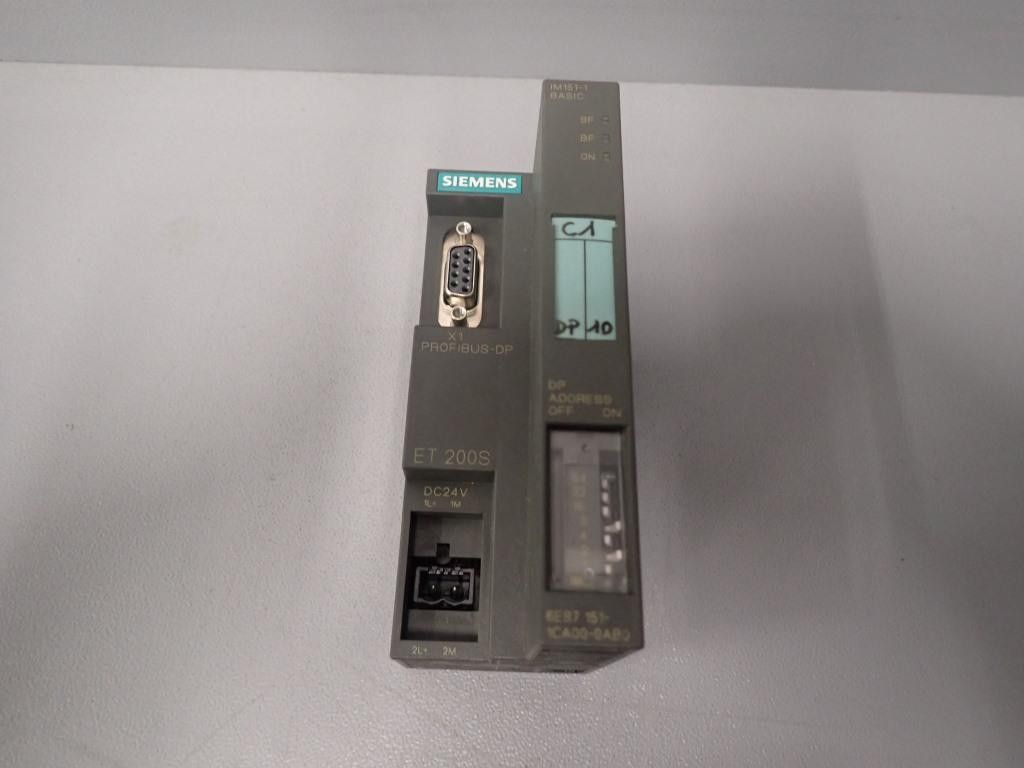 IM151-1
BASIC
SF
BF
ON
SIEMENS
C1
DP 10
X1
PROFIBUS-DP
DP
ADDRESS
OFF ON
ET 200S
DC24V
1L+ 1M
2L+ 2M
6ES7 151-
1CA00-0AB0